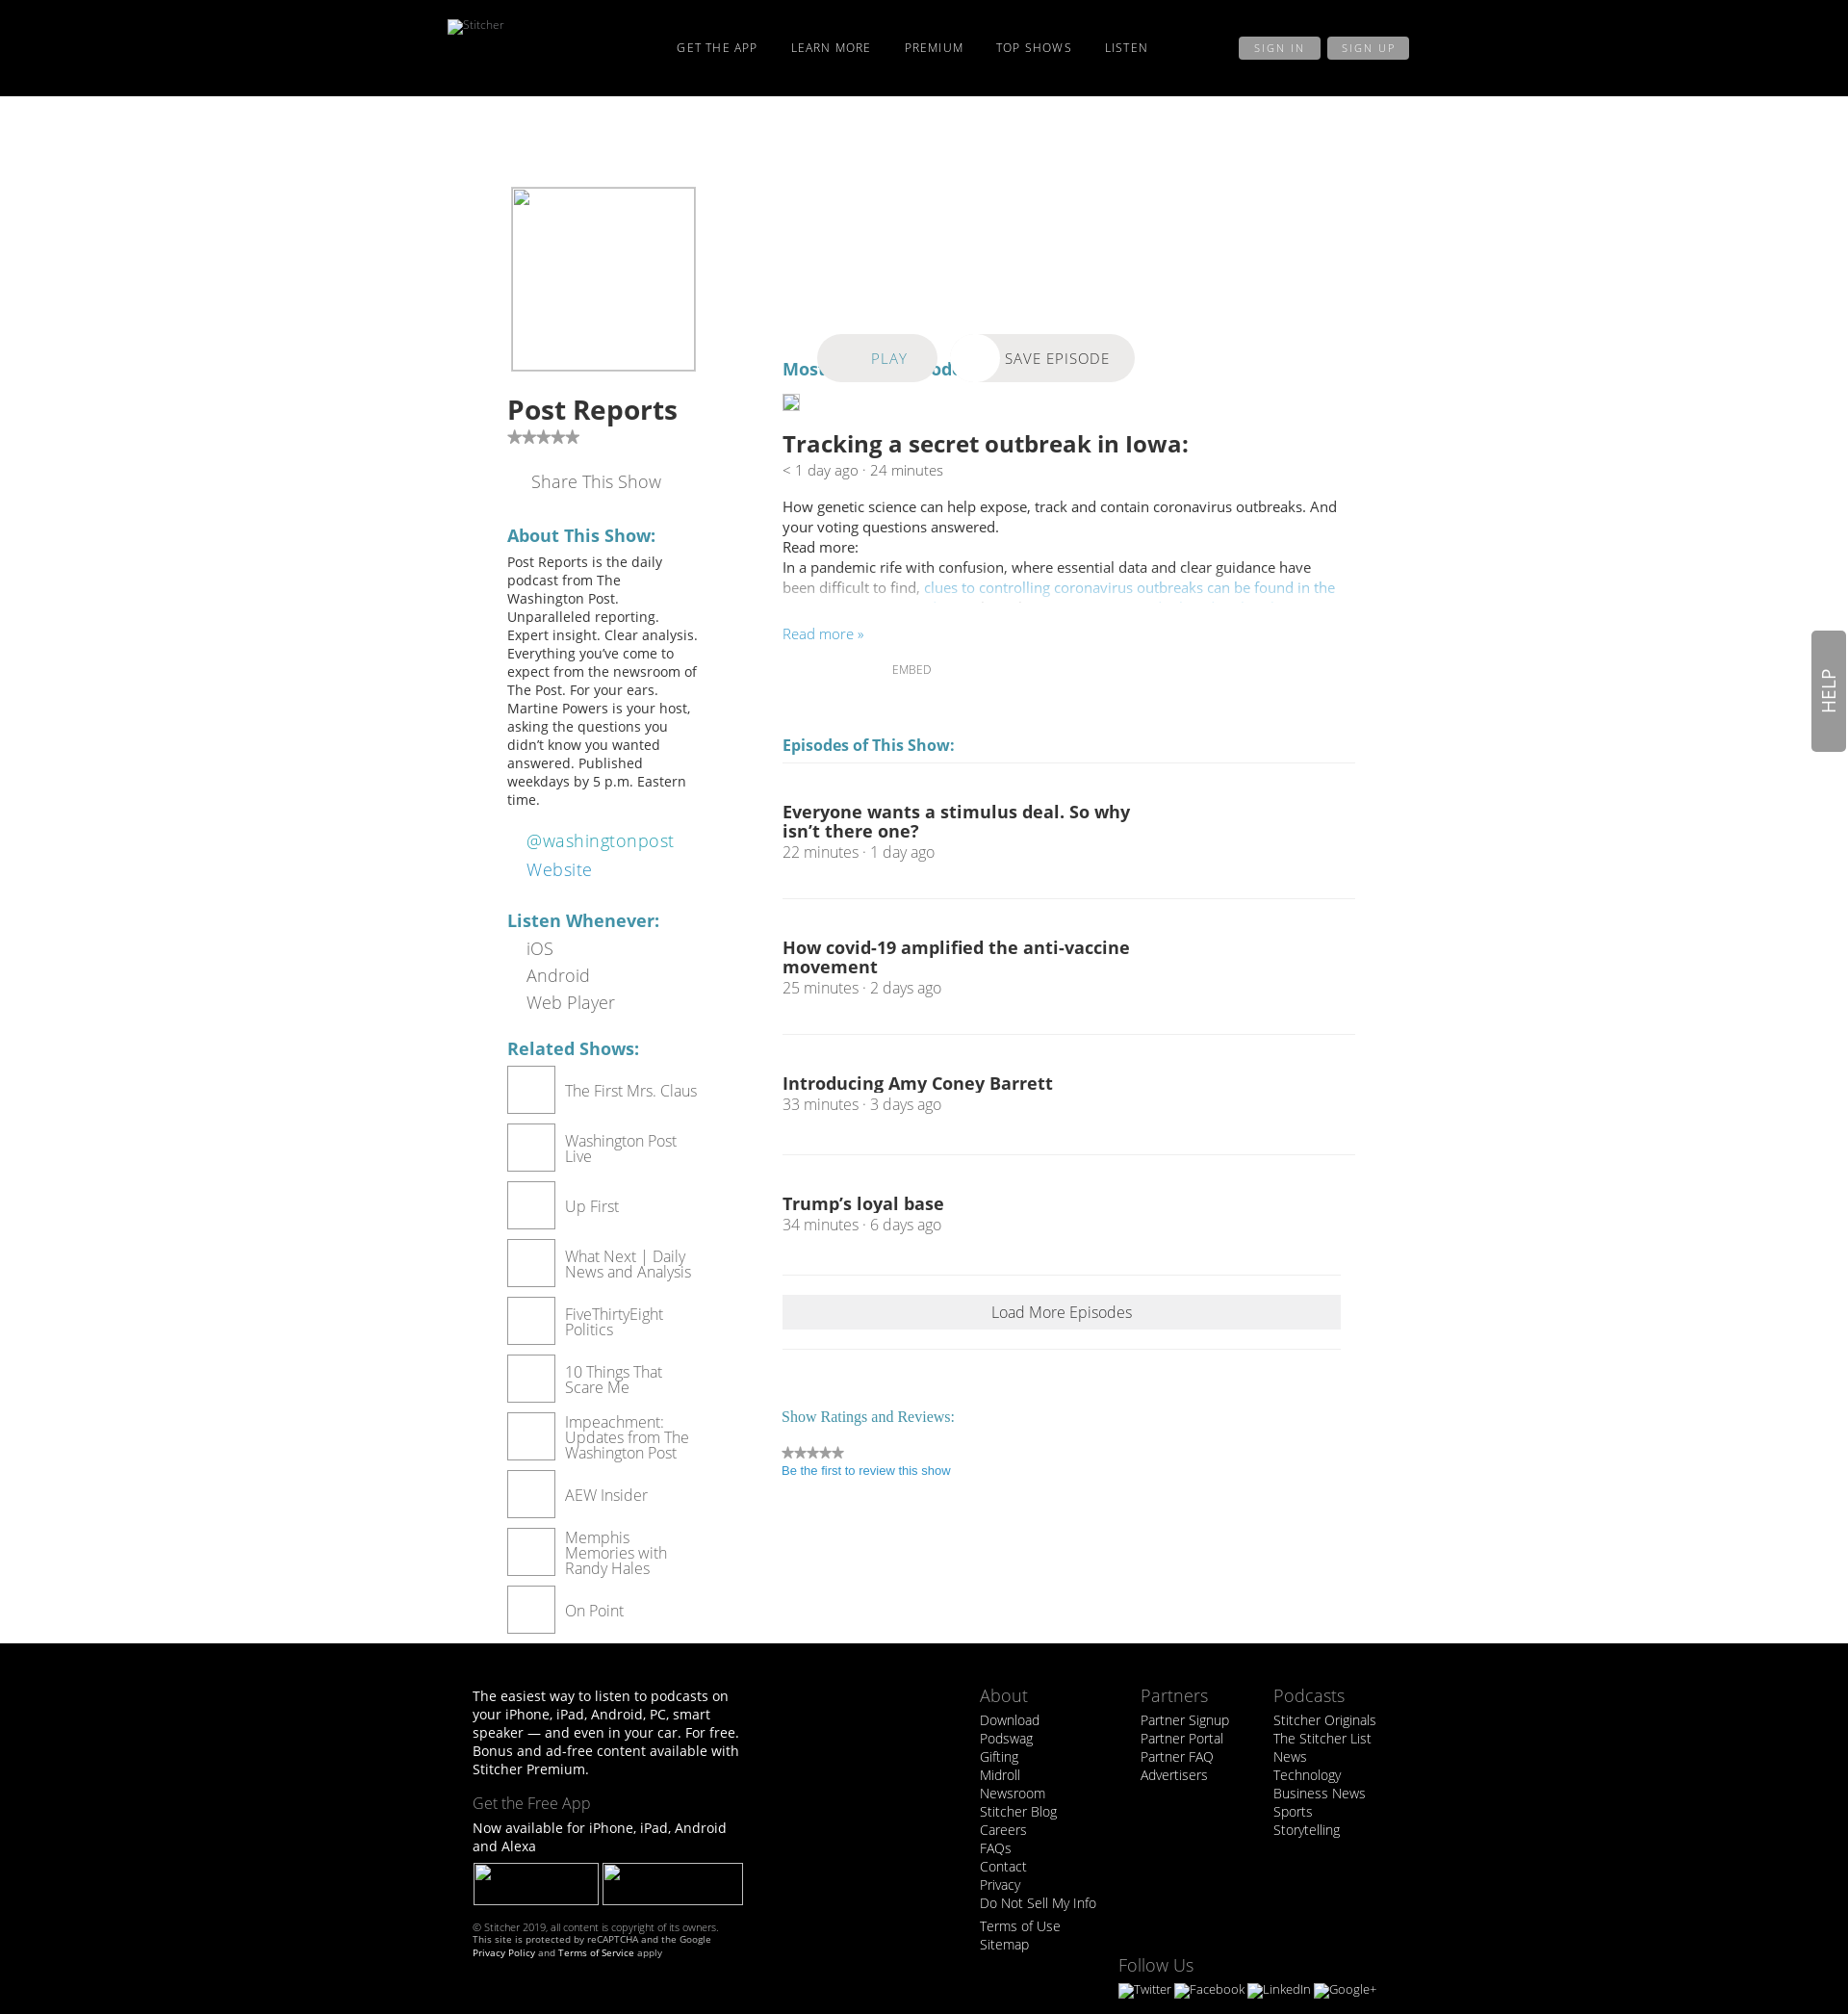 Stitcher
GET THE APP
LEARN MORE
PREMIUM
TOP SHOWS
LISTEN
SIGN IN
SIGN UP
Post Reports
Share This Show
About This Show:
Post Reports is the daily
podcast from The
Washington Post.
Unparalleled reporting.
Expert insight. Clear analysis.
Everything you’ve come to
expect from the newsroom of
The Post. For your ears.
Martine Powers is your host,
asking the questions you
didn’t know you wanted
answered. Published
weekdays by 5 p.m. Eastern
time.
@washingtonpost
Website
Listen Whenever:
iOS
Android
Web Player
Related Shows:
The First Mrs. Claus
Washington Post
Live
Up First
What Next | Daily
News and Analysis
FiveThirtyEight
Politics
10 Things That
Scare Me
Impeachment:
Updates from The
Washington Post
AEW Insider
Memphis
Memories with
Randy Hales
On Point
PLAY
SAVE EPISODE
Most
Tracking a secret outbreak in Iowa:
< 1 day ago · 24 minutes
How genetic science can help expose, track and contain coronavirus outbreaks. And
your voting questions answered.
Read more:
In a pandemic rife with confusion, where essential data and clear guidance have
been difficult to find, clues to controlling coronavirus outbreaks can be found in the
Read more »
EMBED
Episodes of This Show:
Everyone wants a stimulus deal. So why
isn’t there one?
22 minutes · 1 day ago
How covid-19 amplified the anti-vaccine
movement
25 minutes · 2 days ago
Introducing Amy Coney Barrett
33 minutes · 3 days ago
Trump’s loyal base
34 minutes · 6 days ago
Load More Episodes
Show Ratings and Reviews:
Be the first to review this show
HELP
The easiest way to listen to podcasts on
your iPhone, iPad, Android, PC, smart
speaker — and even in your car. For free.
Bonus and ad-free content available with
Stitcher Premium.
Get the Free App
Now available for iPhone, iPad, Android
and Alexa
© Stitcher 2019, all content is copyright of its owners.
This site is protected by reCAPTCHA and the Google
Privacy Policy and Terms of Service apply
About
Download
Podswag
Gifting
Midroll
Newsroom
Stitcher Blog
Careers
FAQs
Contact
Privacy
Do Not Sell My Info
Terms of Use
Sitemap
Partners
Partner Signup
Partner Portal
Partner FAQ
Advertisers
Podcasts
Stitcher Originals
The Stitcher List
News
Technology
Business News
Sports
Storytelling
Follow Us
Twitter
Facebook
LinkedIn
Google+